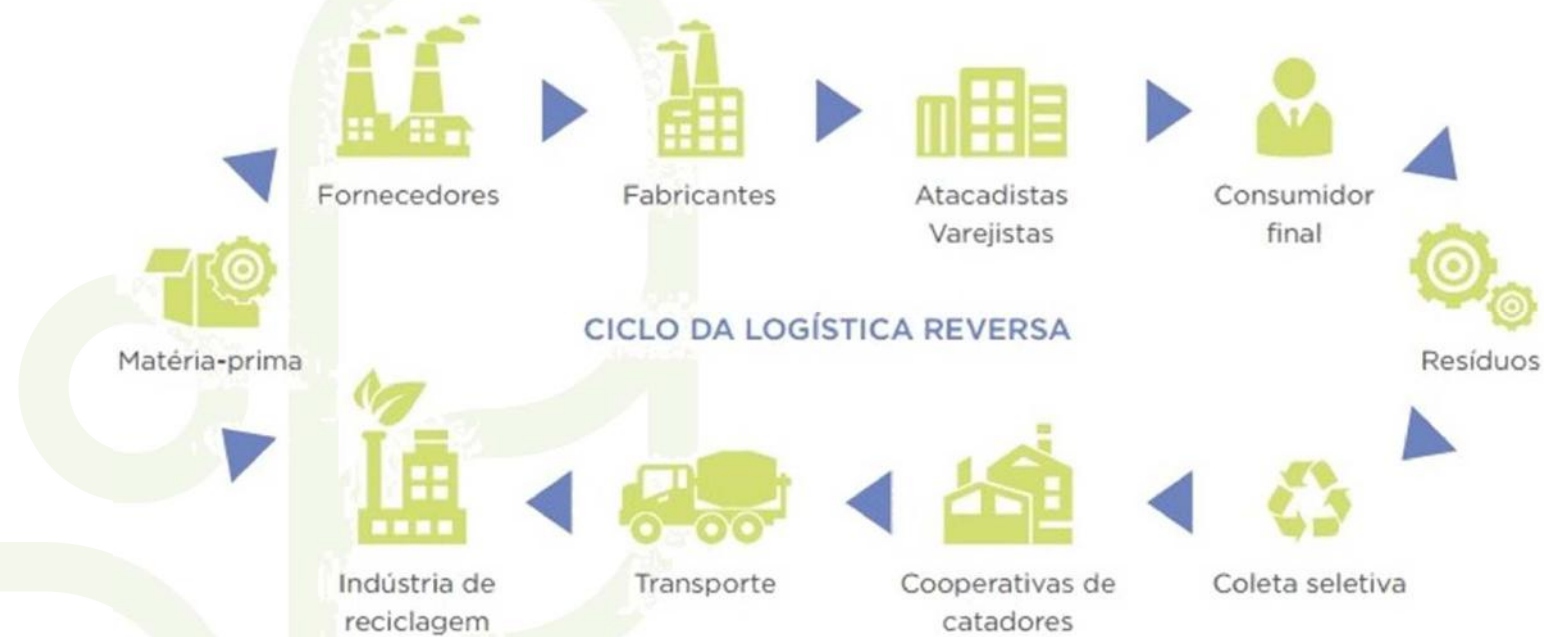 Fornecedores
Fabricantes
Atacadistas
Varejistas
Consumidor
final
Matéria-prima
CICLO DA LOGÍSTICA REVERSA
Resíduos
Indústria de
reciclagem
Transporte
Cooperativas de
catadores
Coleta seletiva